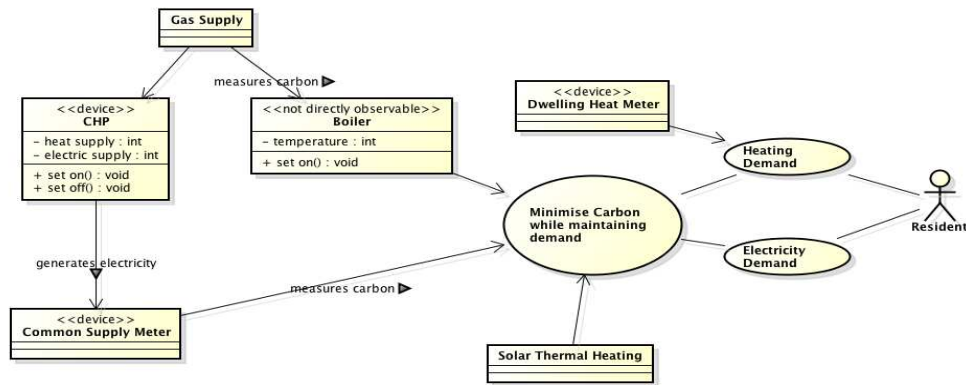 Gas Supply
measures carbon
<<device>>
CHP
- heat supply : int
- electric supply : int
+ set on() : void
+ set off() : void
<<not directly observable>>
Boiler
- temperature : int
+ set on() : void
<<device>>
Dwelling Heat Meter
Heating
Demand
Minimise Carbon
while maintaining
demand
Resident
Electricity
Demand
generates electricity
measures carbon
<<device>>
Common Supply Meter
Solar Thermal Heating